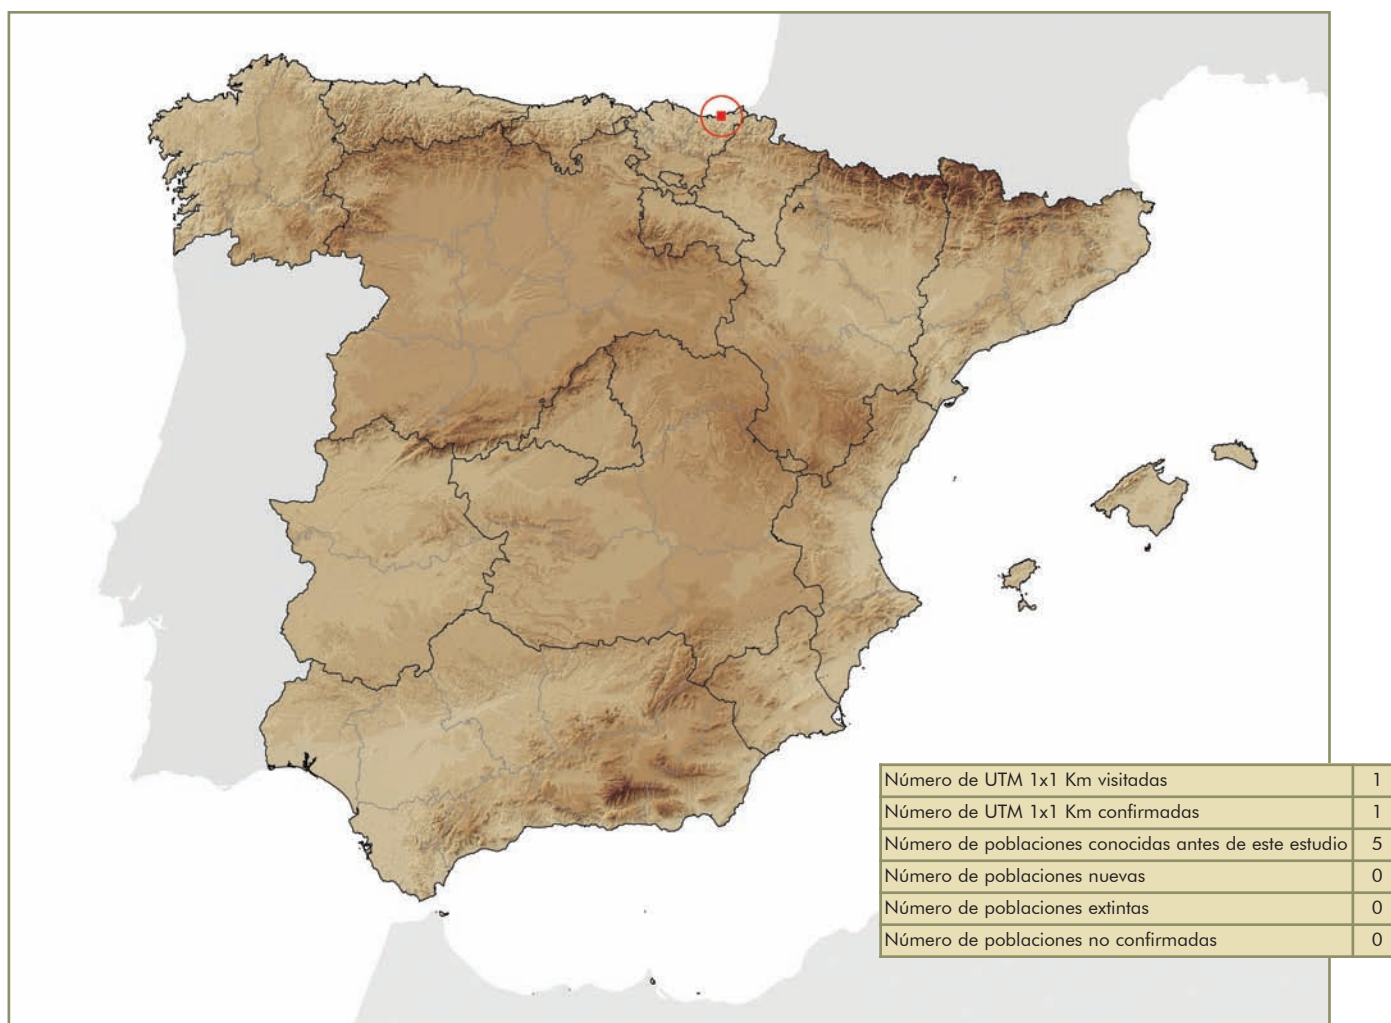 Número de UTM 1x1 Km visitadas 1
Número de UTM 1x1 Km confirmadas 1
Número de poblaciones conocidas antes de este estudio 5
Número de poblaciones nuevas 0
Número de poblaciones extintas 0
Número de poblaciones no confirmadas 0